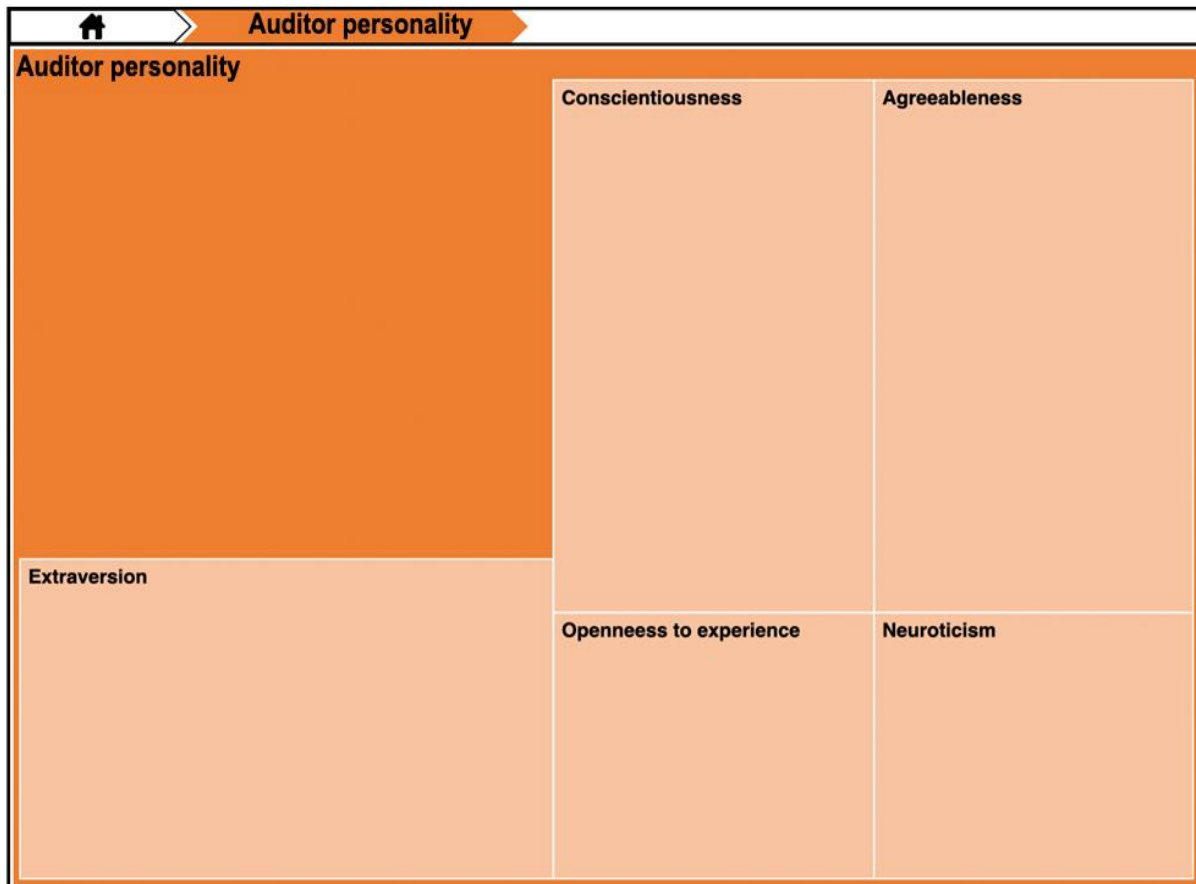 Auditor personality
Auditor personality
Conscientiousness
Agreeableness
Extraversion
Openneess to experience
Neuroticism